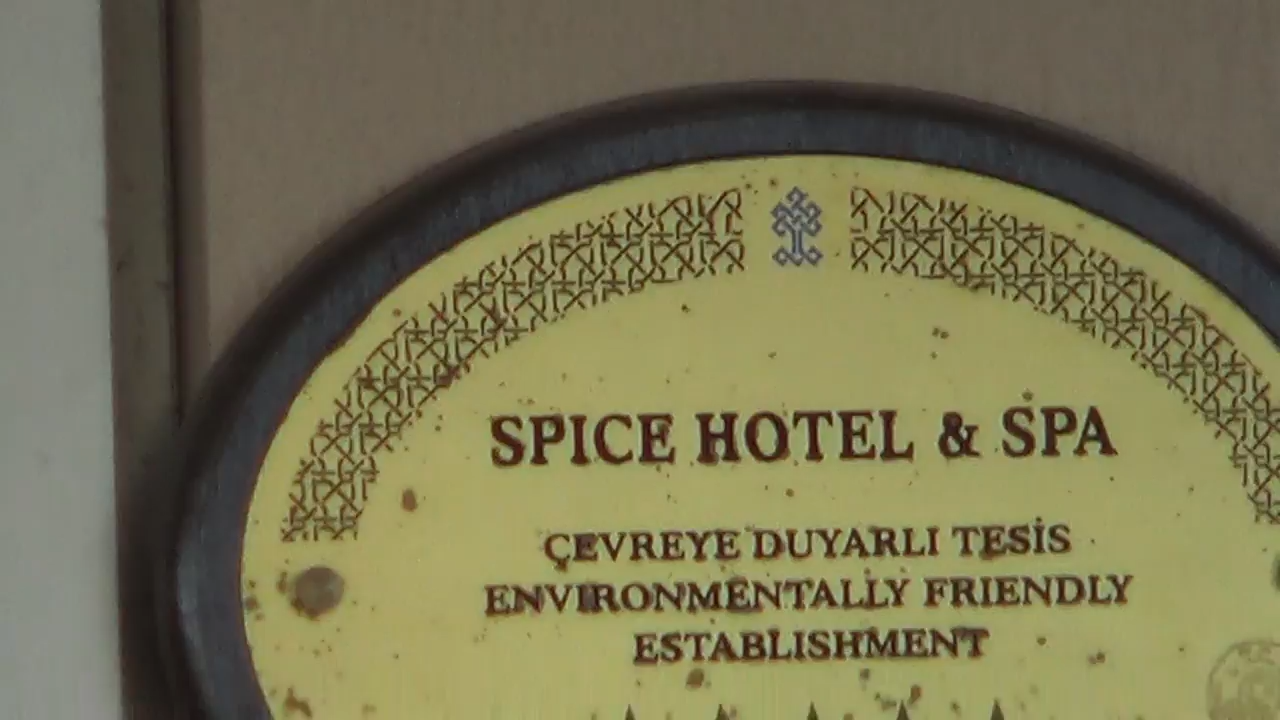 SPICE HOTEL & SPA
ÇEVREYE DUYARLI TESİS
ENVIRONMENTALLY FRIENDLY
ESTABLISHMENT